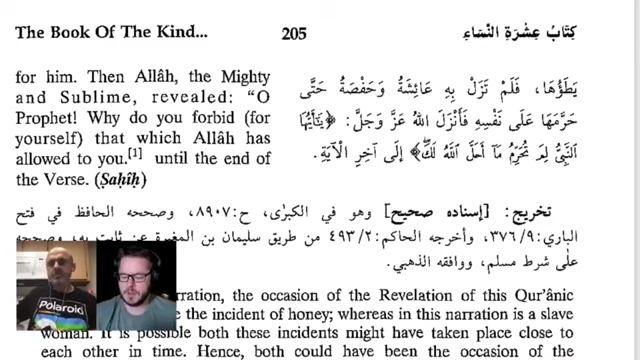 The Book Of The Kind... 205 كِتَابُ عِشْرَةِ النِّسَاءِ
for him. Then Allâh, the Mighty
and Sublime, revealed: “O
Prophet! Why do you forbid (for
yourself) that which Allâh has
allowed to you.[1] until the end of
the Verse. (Ṣaḥîḥ)
يَطَؤُهَا، فَلَمْ تَزَلْ بِهِ عَائِشَةُ وَحَفْصَةُ حَتَّى
حَرَّمَهَا عَلَى نَفْسِهِ فَأَنْزَلَ اللهُ عَزَّ وَجَلَّ: ﴿يَٰٓأَيُّهَا
ٱلنَّبِيُّ لِمَ تُحَرِّمُ مَآ أَحَلَّ ٱللَّهُ لَكَ﴾ إِلَى آخِرِ الْآيَةِ.
تخريج: [إسناده صحيح] وهو في الكبرى، ح:٨٩٠٧، وصححه الحافظ في فتح
الباري:٣٧٦/٩، وأخرجه الحاكم:٤٩٣/٢ من طريق سليمان بن المغيرة عن ثابت به، وصححه
على شرط مسلم، ووافقه الذهبي.
rration, the occasion of the Revelation of this Qur’ânic
e the incident of honey; whereas in this narration is a slave
woman. It is possible both these incidents might have taken place close to
each other in time. Hence, both could have been the occasion of the
Polaroid